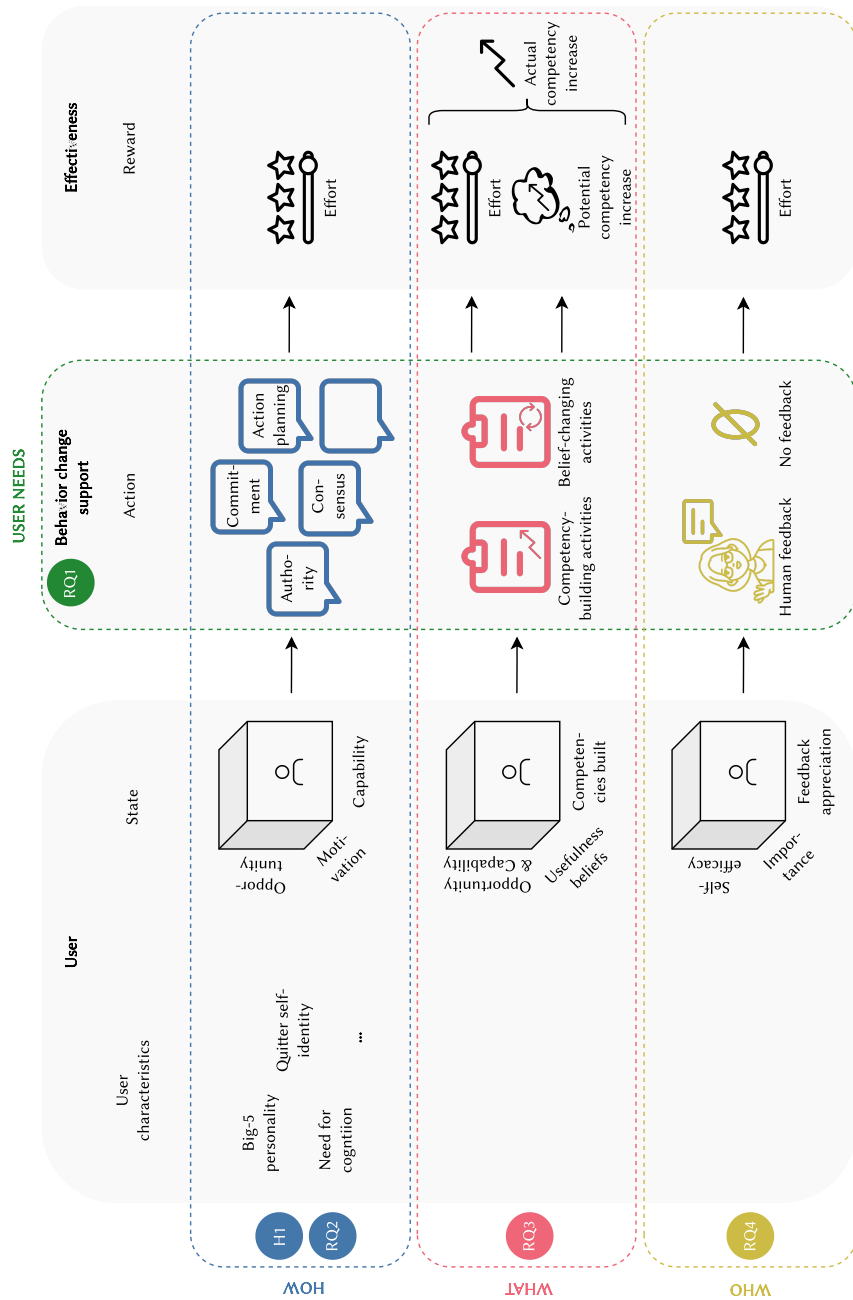 USER NEEDS
RQ1
User
Behavior change
support
Effectiveness
User
characteristics
State
Action
Reward
HOW
H1
RQ2
Big-5
personality
Quitter self-
identity
Need for
cogntiion
...
Oppor-
tunity
Moti-
vation
Capability
Autho-
rity
Commit-
ment
Con-
sensus
Action
planning
Effort
WHAT
RQ3
Opportunity
& Capability
Usefulness
beliefs
Competen-
cies built
Competency-
building activities
Belief-changing
activities
Effort
Potential
competency
increase
Actual
competency
increase
WHO
RQ4
Self-
efficacy
Impor-
tance
Feedback
appreciation
Human feedback
No feedback
Effort